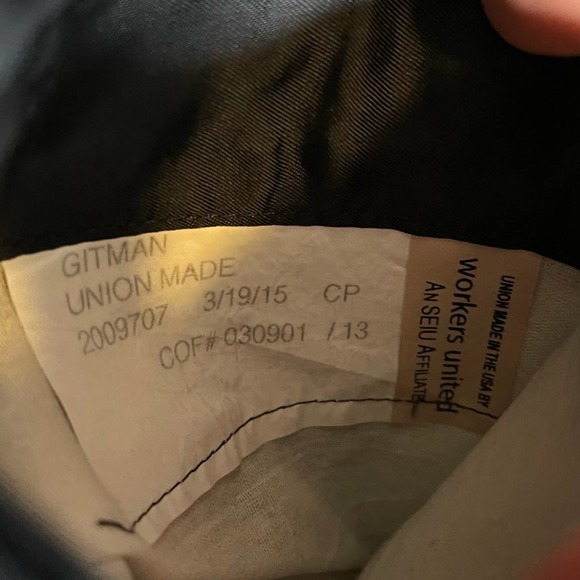 GITMAN
UNION MADE
2009707 3/19/15 CP
COF# 030901 / 13
UNION MADE IN THE USA BY
workers united
AN SEIU AFFILIATE